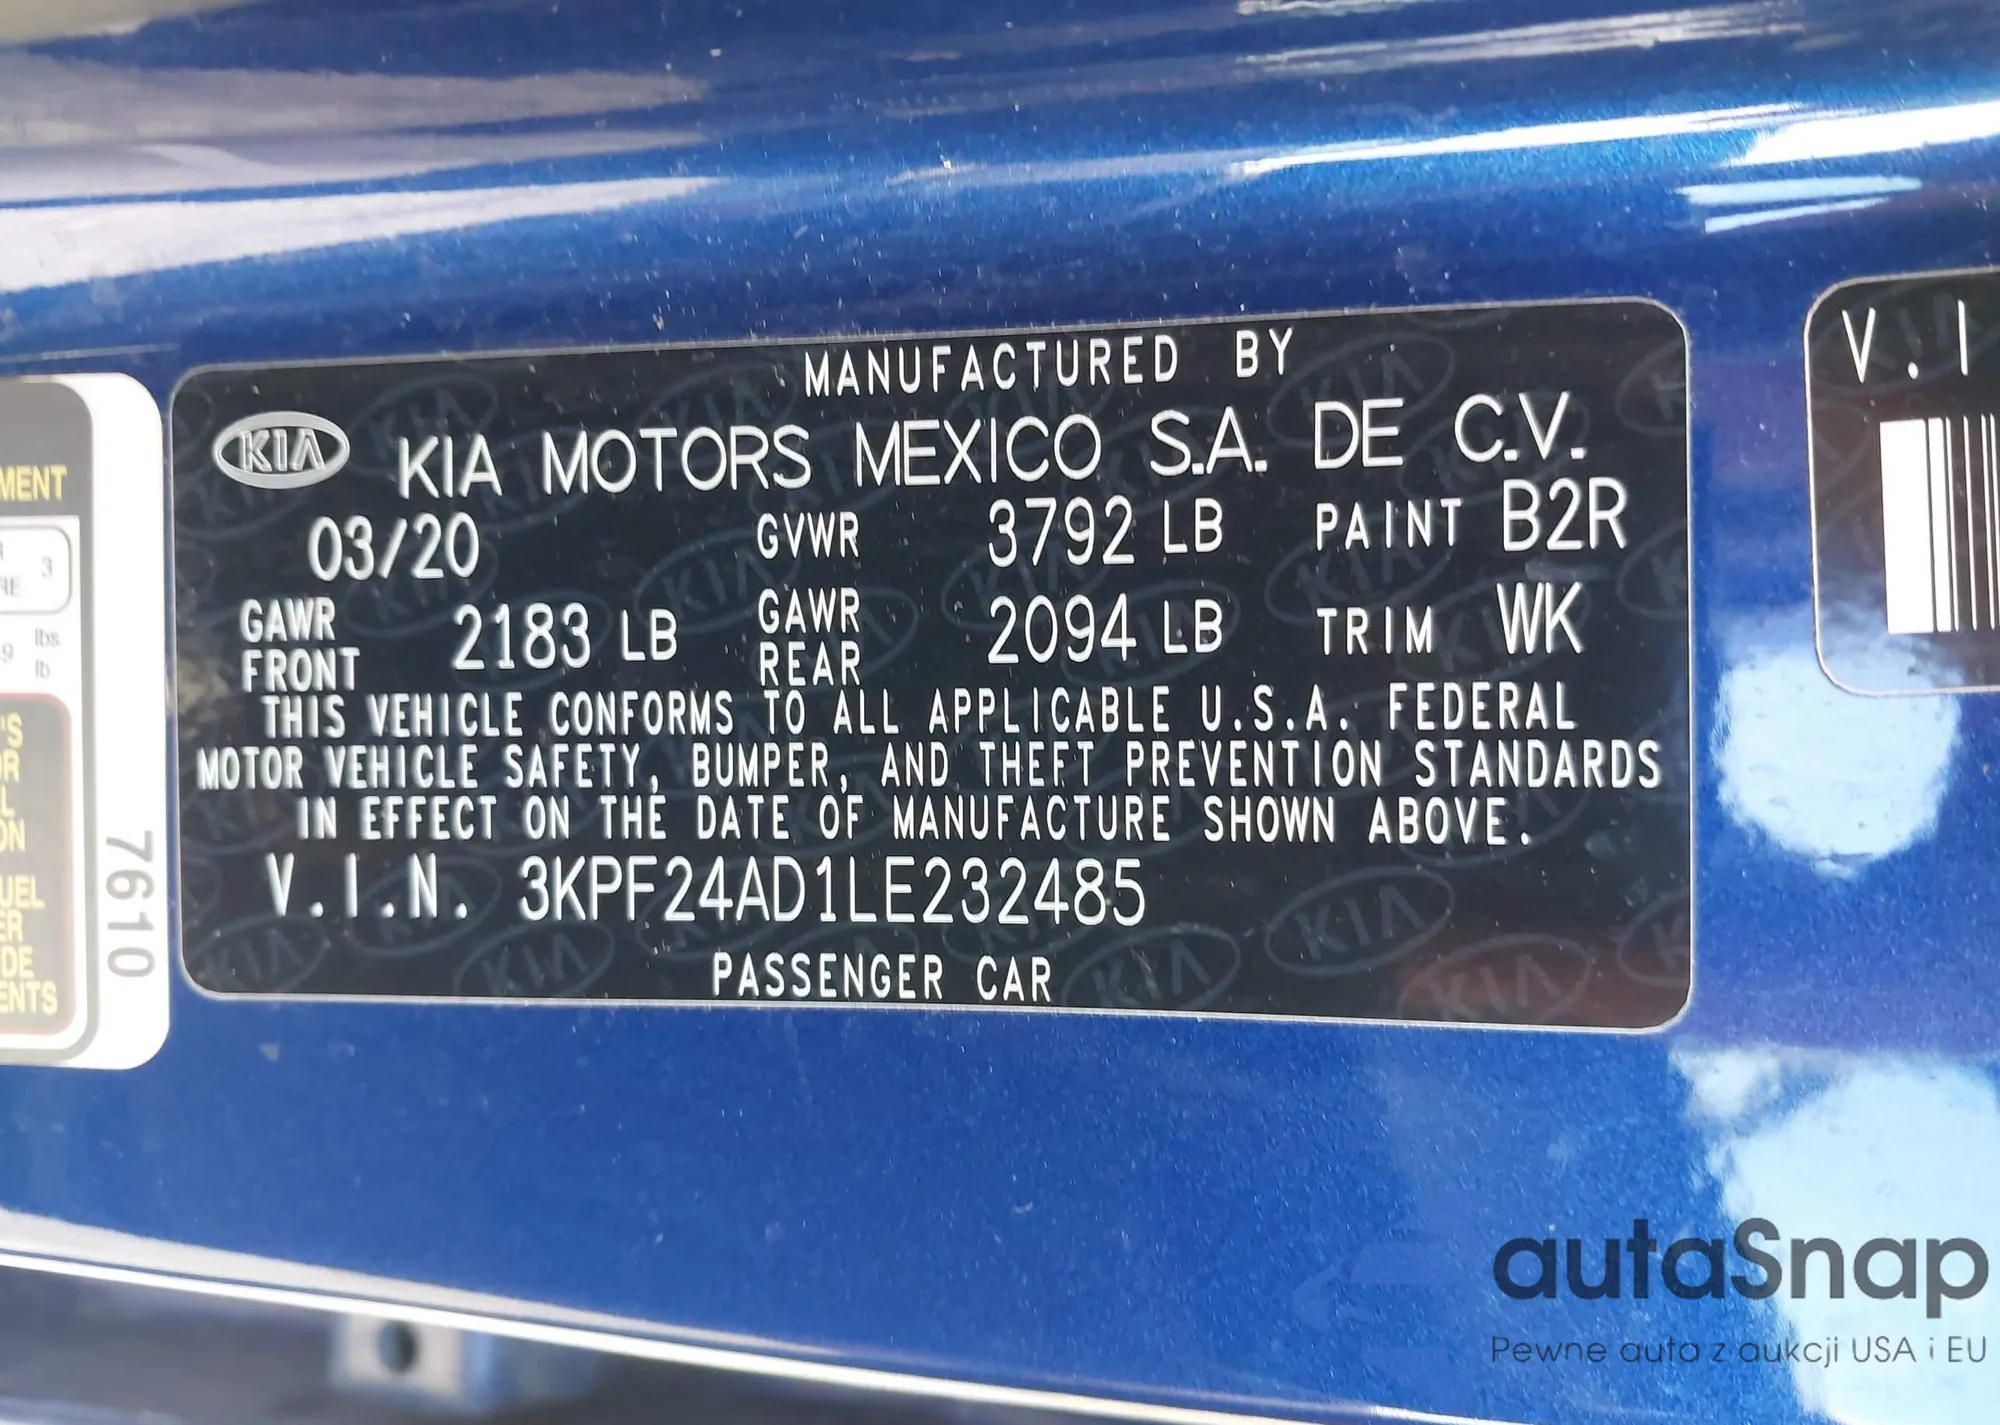 MANUFACTURED BY
KIA KIA MOTORS MEXICO S.A. DE C.V.
03/20 GVWR 3792 LB PAINT B2R
GAWR FRONT 2183 LB GAWR REAR 2094 LB TRIM WK
THIS VEHICLE CONFORMS TO ALL APPLICABLE U.S.A. FEDERAL
MOTOR VEHICLE SAFETY, BUMPER, AND THEFT PREVENTION STANDARDS
IN EFFECT ON THE DATE OF MANUFACTURE SHOWN ABOVE.
V.I.N. 3KPF24AD1LE232485
PASSENGER CAR
7610
lbs
lb
3
V.I
autaSnap
Pewne auta z aukcji USA i EU